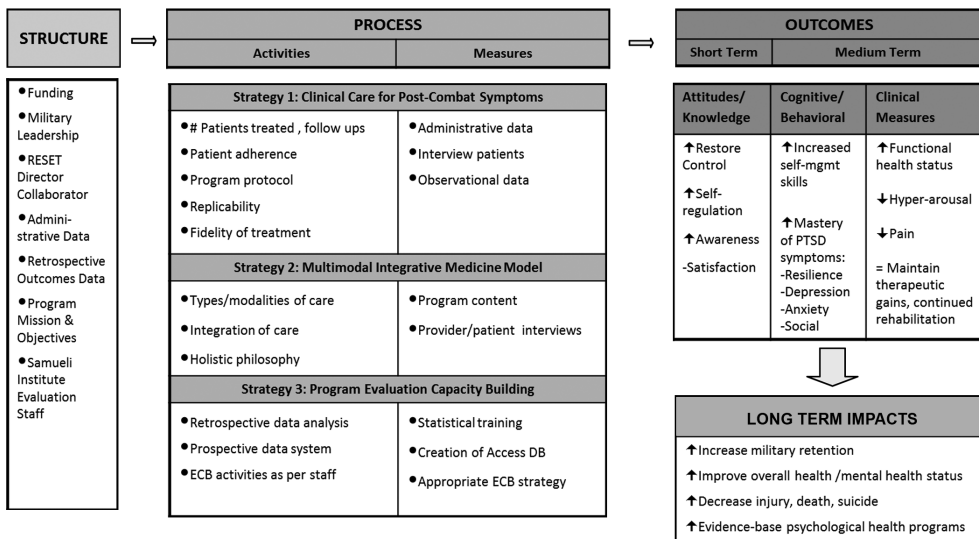 STRUCTURE
●Funding
●Military
Leadership
●RESET
Director
Collaborator
●Admini-
strative Data
●Retrospective
Outcomes Data
●Program
Mission &
Objectives
●Samueli
Institute
Evaluation
Staff
PROCESS
Activities
Measures
Strategy 1: Clinical Care for Post-Combat Symptoms
●# Patients treated , follow ups
●Patient adherence
●Program protocol
●Replicability
●Fidelity of treatment
●Administrative data
●Interview patients
●Observational data
Strategy 2: Multimodal Integrative Medicine Model
●Types/modalities of care
●Integration of care
●Holistic philosophy
●Program content
●Provider/patient interviews
Strategy 3: Program Evaluation Capacity Building
●Retrospective data analysis
●Prospective data system
●ECB activities as per staff
●Statistical training
●Creation of Access DB
●Appropriate ECB strategy
OUTCOMES
Short Term
Medium Term
Attitudes/
Knowledge
↑Restore
Control
↑Self-
regulation
↑Awareness
-Satisfaction
Cognitive/
Behavioral
↑Increased
self-mgmt
skills
↑Mastery
of PTSD
symptoms:
-Resilience
-Depression
-Anxiety
-Social
Clinical
Measures
↑Functional
health status
↓Hyper-arousal
↓Pain
= Maintain
therapeutic
gains, continued
rehabilitation
LONG TERM IMPACTS
↑Increase military retention
↑Improve overall health /mental health status
↑Decrease injury, death, suicide
↑Evidence-base psychological health programs